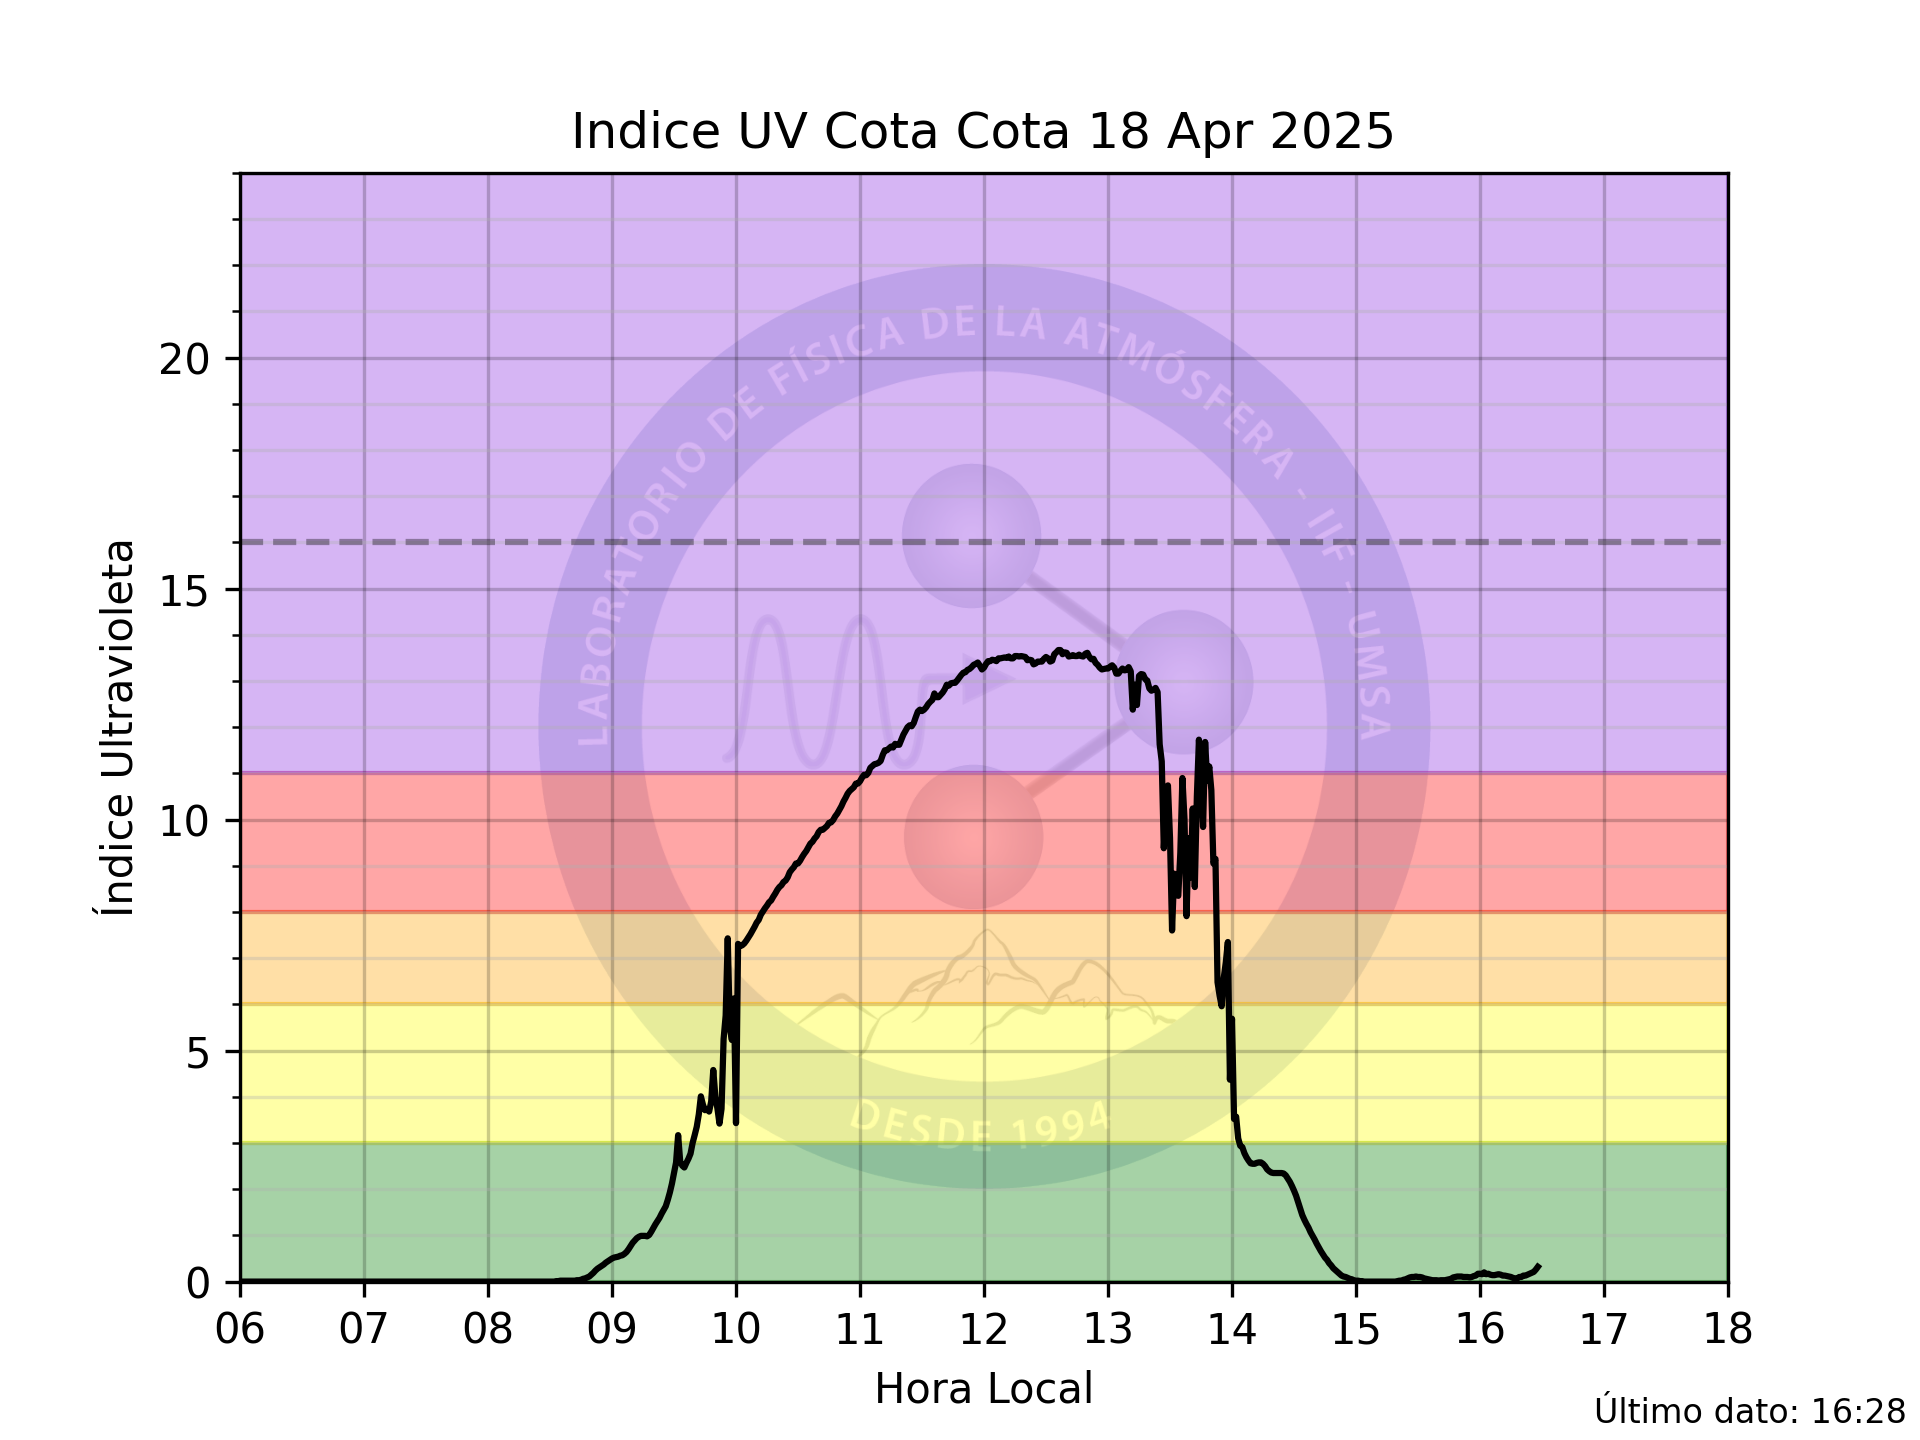 Indice UV Cota Cota 18 Apr 2025
LABORATORIO DE FÍSICA DE LA ATMÓSFERA - IIF - UMSA
DESDE 1994
Índice Ultravioleta
20
15
10
5
0
06 07 08 09 10 11 12 13 14 15 16 17 18
Hora Local
Último dato: 16:28